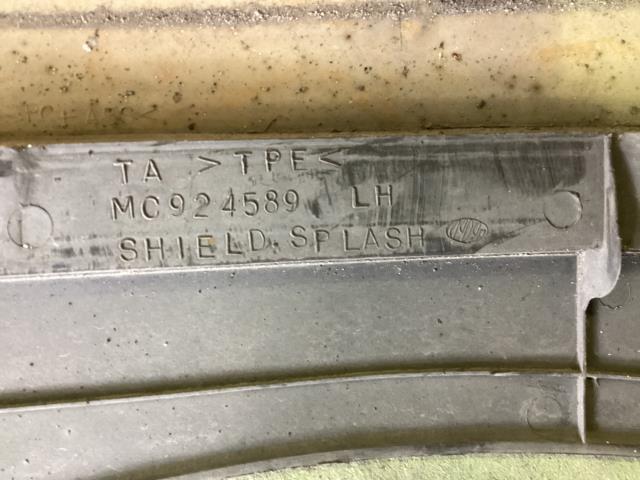 TA >TPE<
MC924589 LH
SHIELD, SPLASH